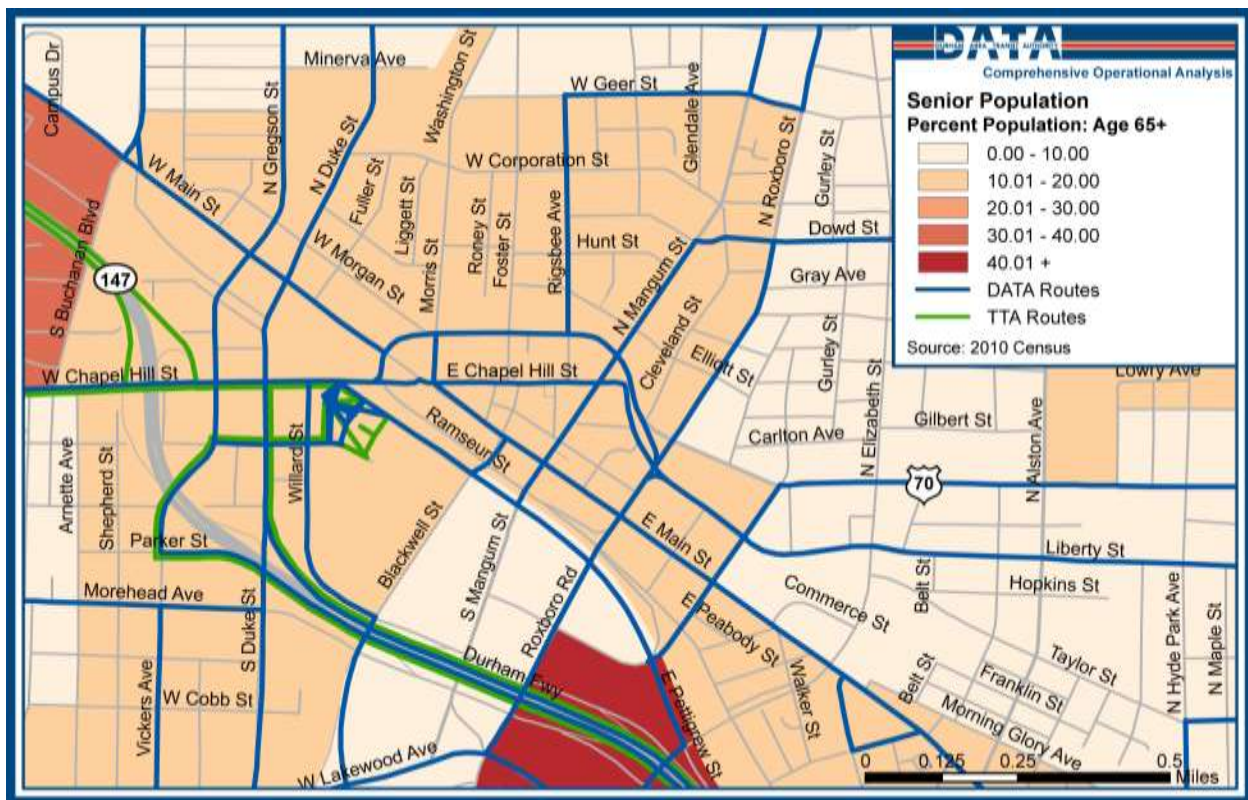 DATA
DURHAM AREA TRANSIT AUTHORITY
Comprehensive Operational Analysis
Senior Population
Percent Population: Age 65+
0.00 - 10.00
10.01 - 20.00
20.01 - 30.00
30.01 - 40.00
40.01 +
DATA Routes
TTA Routes
Source: 2010 Census
Campus Dr
Minerva Ave
Washington St
W Geer St
Glendale Ave
N Gregson St
N Duke St
W Main St
Fuller St
Liggett St
W Corporation St
N Roxboro St
Gurley St
W Morgan St
Morris St
Roney St
Foster St
Rigsbee Ave
Hunt St
N Mangum St
Dowd St
S Buchanan Blvd
147
Gray Ave
Cleveland St
Elliott St
Gurley St
N Elizabeth St
W Chapel Hill St
E Chapel Hill St
Lowry Ave
Gilbert St
Carlton Ave
N Alston Ave
Arnette Ave
Shepherd St
Willard St
Ramseur St
70
Parker St
Blackwell St
S Mangum St
E Main St
Liberty St
Morehead Ave
S Duke St
Roxboro Rd
Commerce St
Belt St
Hopkins St
N Hyde Park Ave
N Maple St
E Peabody St
Vickers Ave
W Cobb St
Durham Fwy
E Pettigrew St
Walker St
Belt St
Franklin St
Taylor St
Morning Glory Ave
W Lakewood Ave
0 0.125 0.25 0.5
Miles